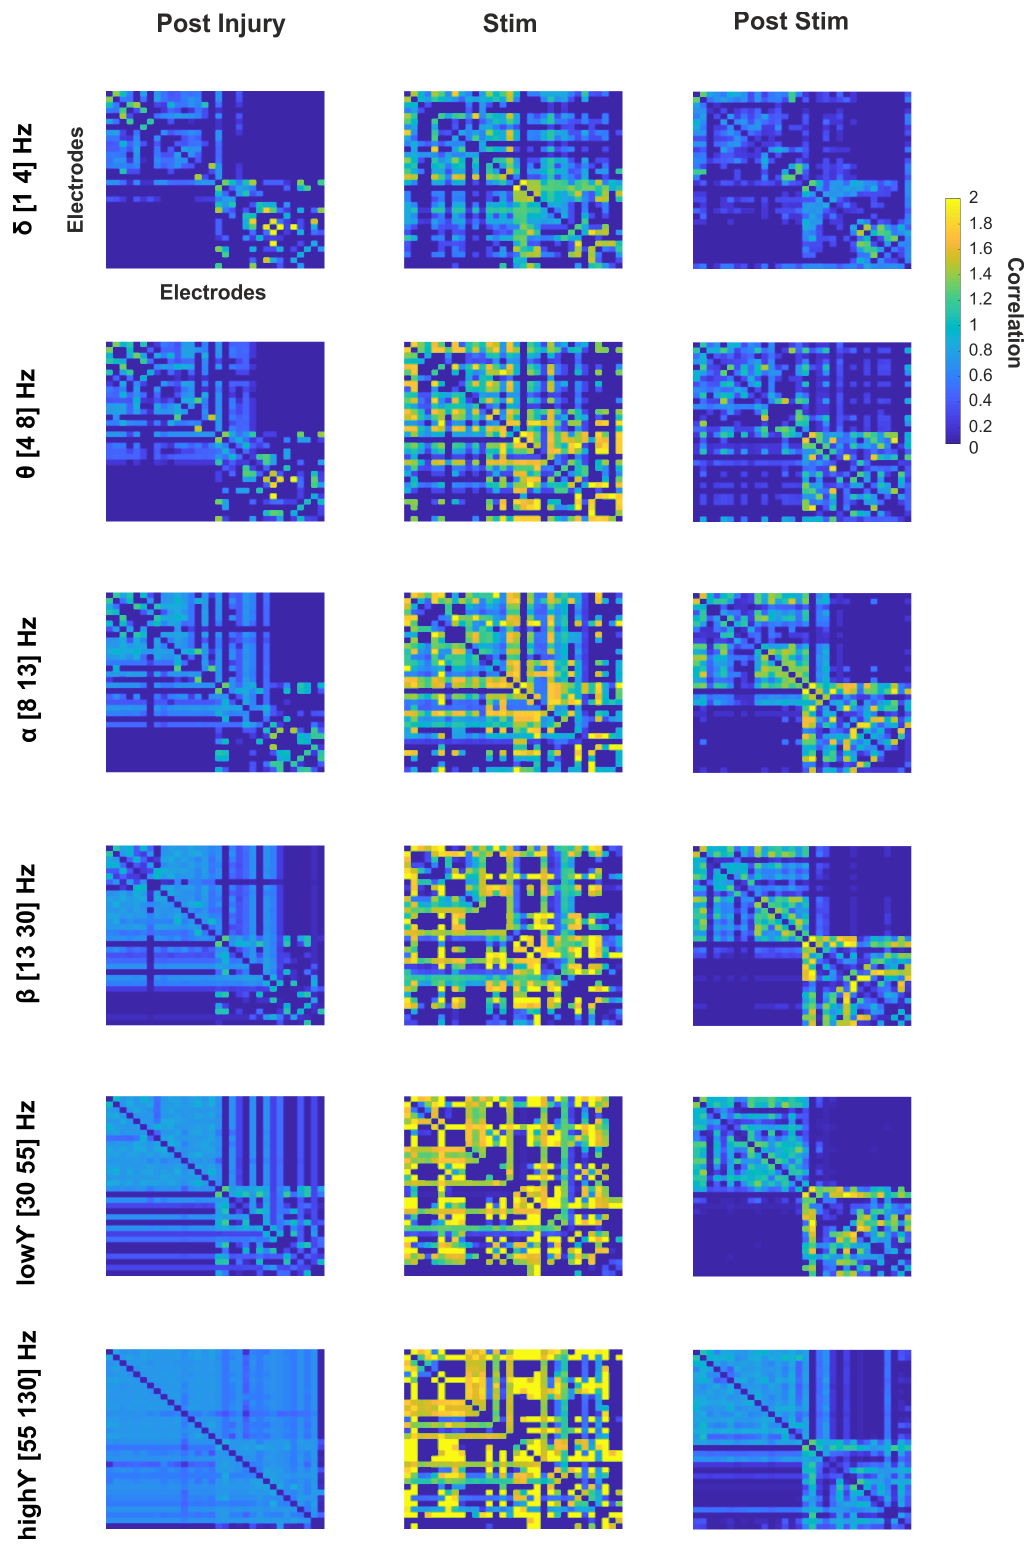 Post Injury
Stim
Post Stim
δ [1 4] Hz
Electrodes
Electrodes
2
1.8
1.6
1.4
1.2
1
0.8
0.6
0.4
0.2
0
Correlation
θ [4 8] Hz
α [8 13] Hz
β [13 30] Hz
lowϒ [30 55] Hz
highϒ [55 130] Hz